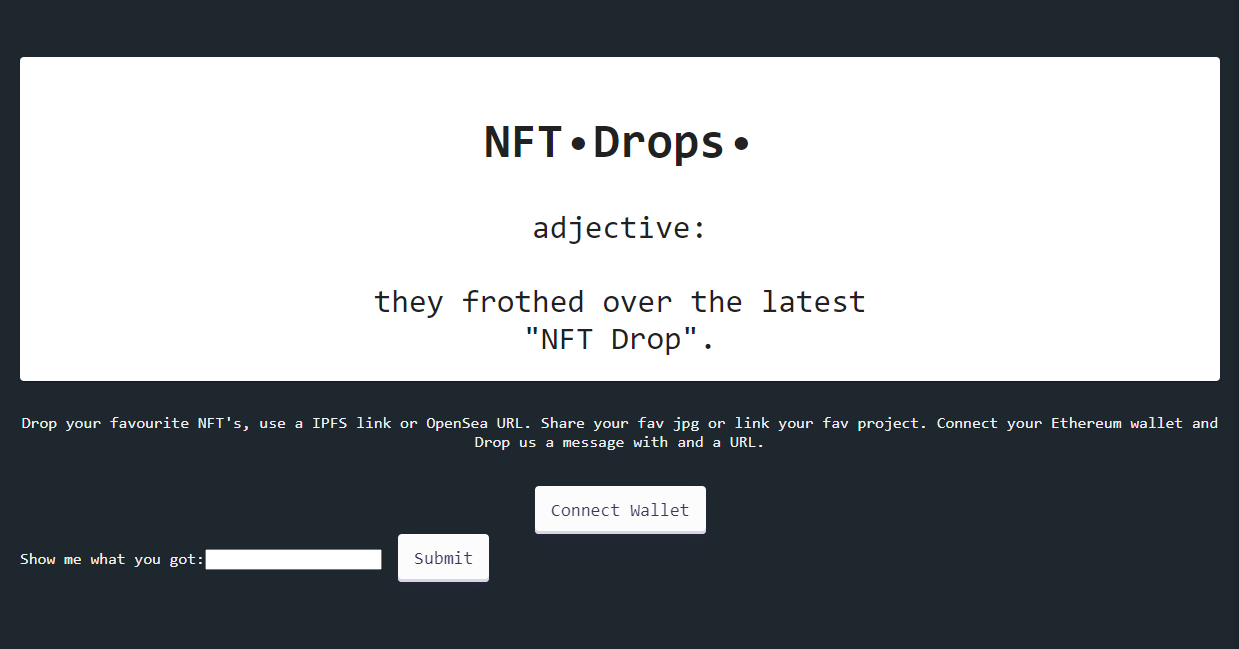 NFT•Drops•
adjective:
they frothed over the latest
"NFT Drop".
Drop your favourite NFT's, use a IPFS link or OpenSea URL. Share your fav jpg or link your fav project. Connect your Ethereum wallet and
Drop us a message with and a URL.
Connect Wallet
Show me what you got: Submit